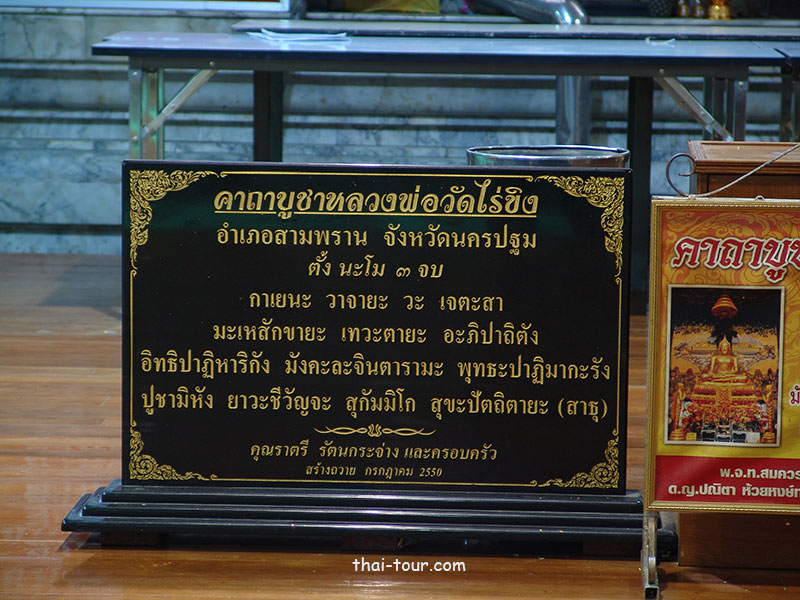 คาถาบูชาหลวงพ่อวัดไร่ขิง
อำเภอสามพราน จังหวัดนครปฐม
ตั้ง นะโม ๓ จบ
กาเยนะ วาจายะ วะ เจตะสา
มะเหสักขายะ เทวะตายะ อะภิปาถิตัง
อิทธิปาฏิหาริกัง มังคะละจินตารามะ พุทธะปาฏิมากะรัง
ปูชามิหัง ยาวะชีวัญจะ สุกัมมิโก สุขะปัตถิตายะ (สาธุ)
คุณราตรี รัตนกระจ่าง และครอบครัว
สร้างถวาย กรกฎาคม 2550
คาถาบูช
พ.จ.ท.สมควร
ด.ญ.ปณิตา ห้วยหงษ์ท
thai-tour.com